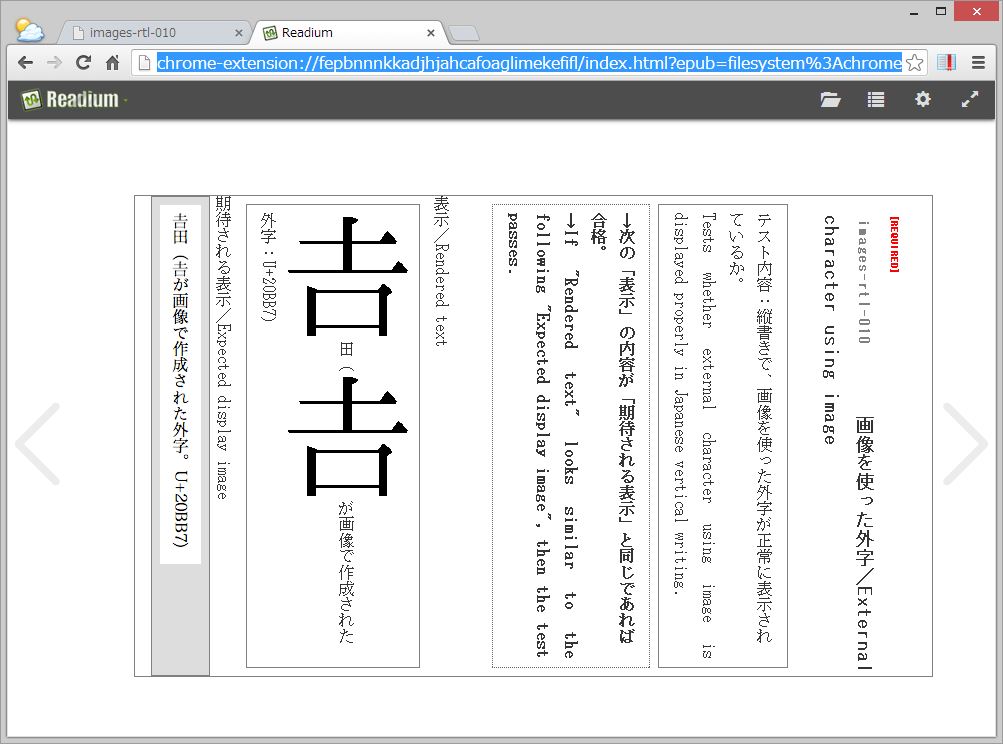 images-rtl-010
Readium
chrome-extension://fepbnnnkkadjhjahcafoaglimekefifl/index.html?epub=filesystem%3Achrome
Readium
[REQUIRED]
images-rtl-010 画像を使った外字／External
character using image
テスト内容：縦書きで、画像を使った外字が正常に表示され
ているか。
Tests whether external character using image is
displayed properly in Japanese vertical writing.
→次の「表示」の内容が「期待される表示」と同じであれば
合格。
→If "Rendered text" looks similar to the
following "Expected display image", then the test
passes.
表示／Rendered text
𠮷田（𠮷が画像で作成された
外字：U+20BB7)
期待される表示／Expected display image
𠮷田（𠮷が画像で作成された外字。U+20BB7)